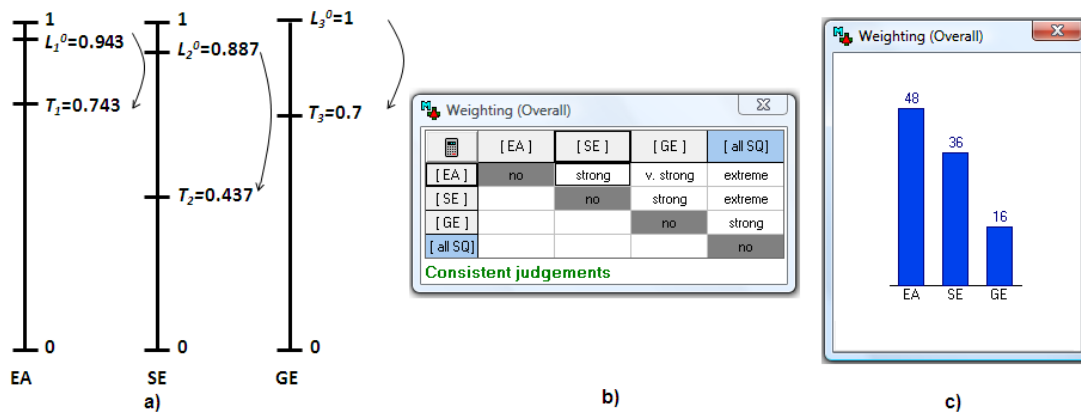 1
L₁⁰=0.943
T₁=0.743
0
EA
1
L₂⁰=0.887
T₂=0.437
0
SE
L₃⁰=1
T₃=0.7
0
GE
a)
Weighting (Overall)
[ EA ] [ SE ] [ GE ] [ all SQ ]
[ EA ] no strong v. strong extreme
[ SE ] no strong extreme
[ GE ] no strong
[ all SQ ] no
Consistent judgements
b)
Weighting (Overall)
48
36
16
EA SE GE
c)